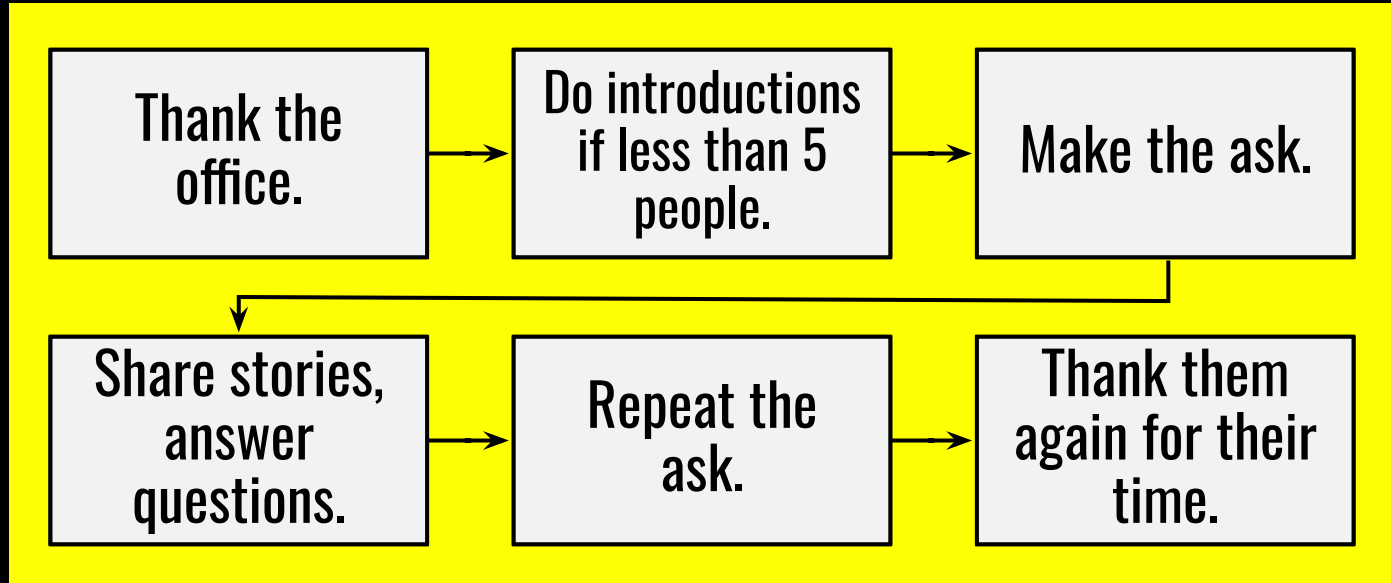 Thank the
office.
Do introductions
if less than 5
people.
Make the ask.
Share stories,
answer
questions.
Repeat the
ask.
Thank them
again for their
time.